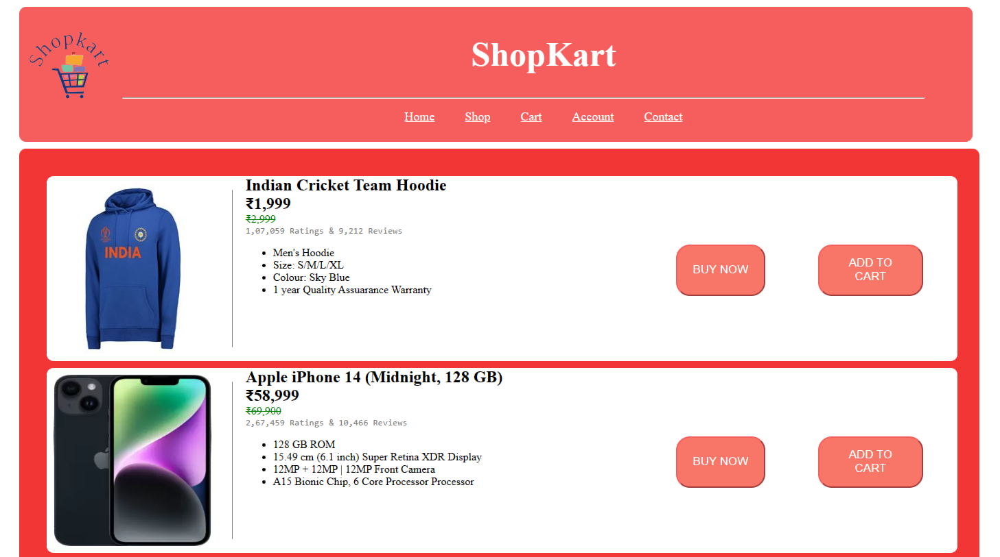 Shopkart
ShopKart
Home Shop Cart Account Contact
INDIA
Indian Cricket Team Hoodie
₹1,999
₹2,999
1,07,059 Ratings & 9,212 Reviews
• Men's Hoodie
• Size: S/M/L/XL
• Colour: Sky Blue
• 1 year Quality Assuarance Warranty
BUY NOW
ADD TO
CART
Apple iPhone 14 (Midnight, 128 GB)
₹58,999
₹69,900
2,67,459 Ratings & 10,466 Reviews
• 128 GB ROM
• 15.49 cm (6.1 inch) Super Retina XDR Display
• 12MP + 12MP | 12MP Front Camera
• A15 Bionic Chip, 6 Core Processor Processor
BUY NOW
ADD TO
CART